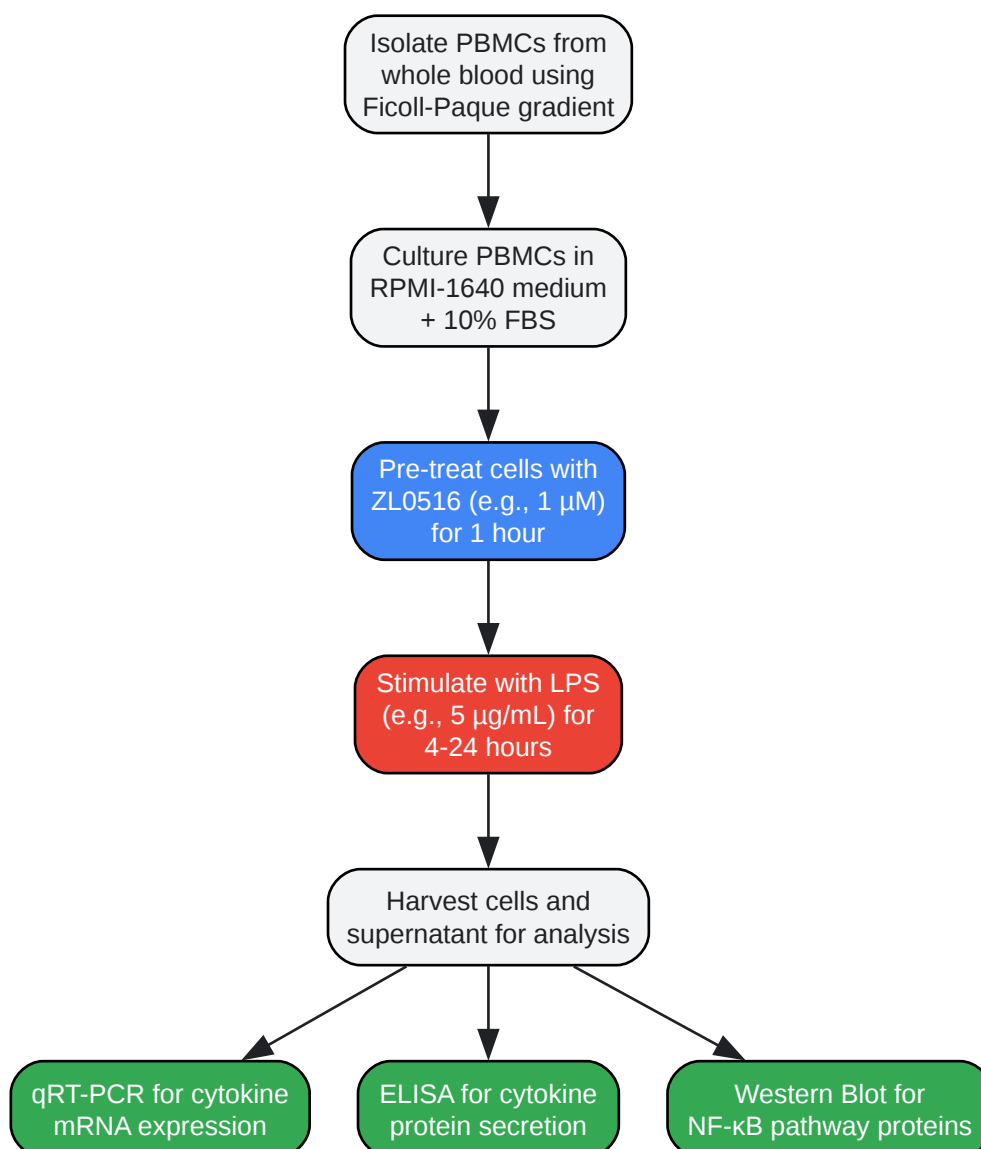 Isolate PBMCs from
whole blood using
Ficoll-Paque gradient
Culture PBMCs in
RPMI-1640 medium
+ 10% FBS
Pre-treat cells with
ZL0516 (e.g., 1 µM)
for 1 hour
Stimulate with LPS
(e.g., 5 µg/mL) for
4-24 hours
Harvest cells and
supernatant for analysis
qRT-PCR for cytokine
mRNA expression
ELISA for cytokine
protein secretion
Western Blot for
NF-κB pathway proteins